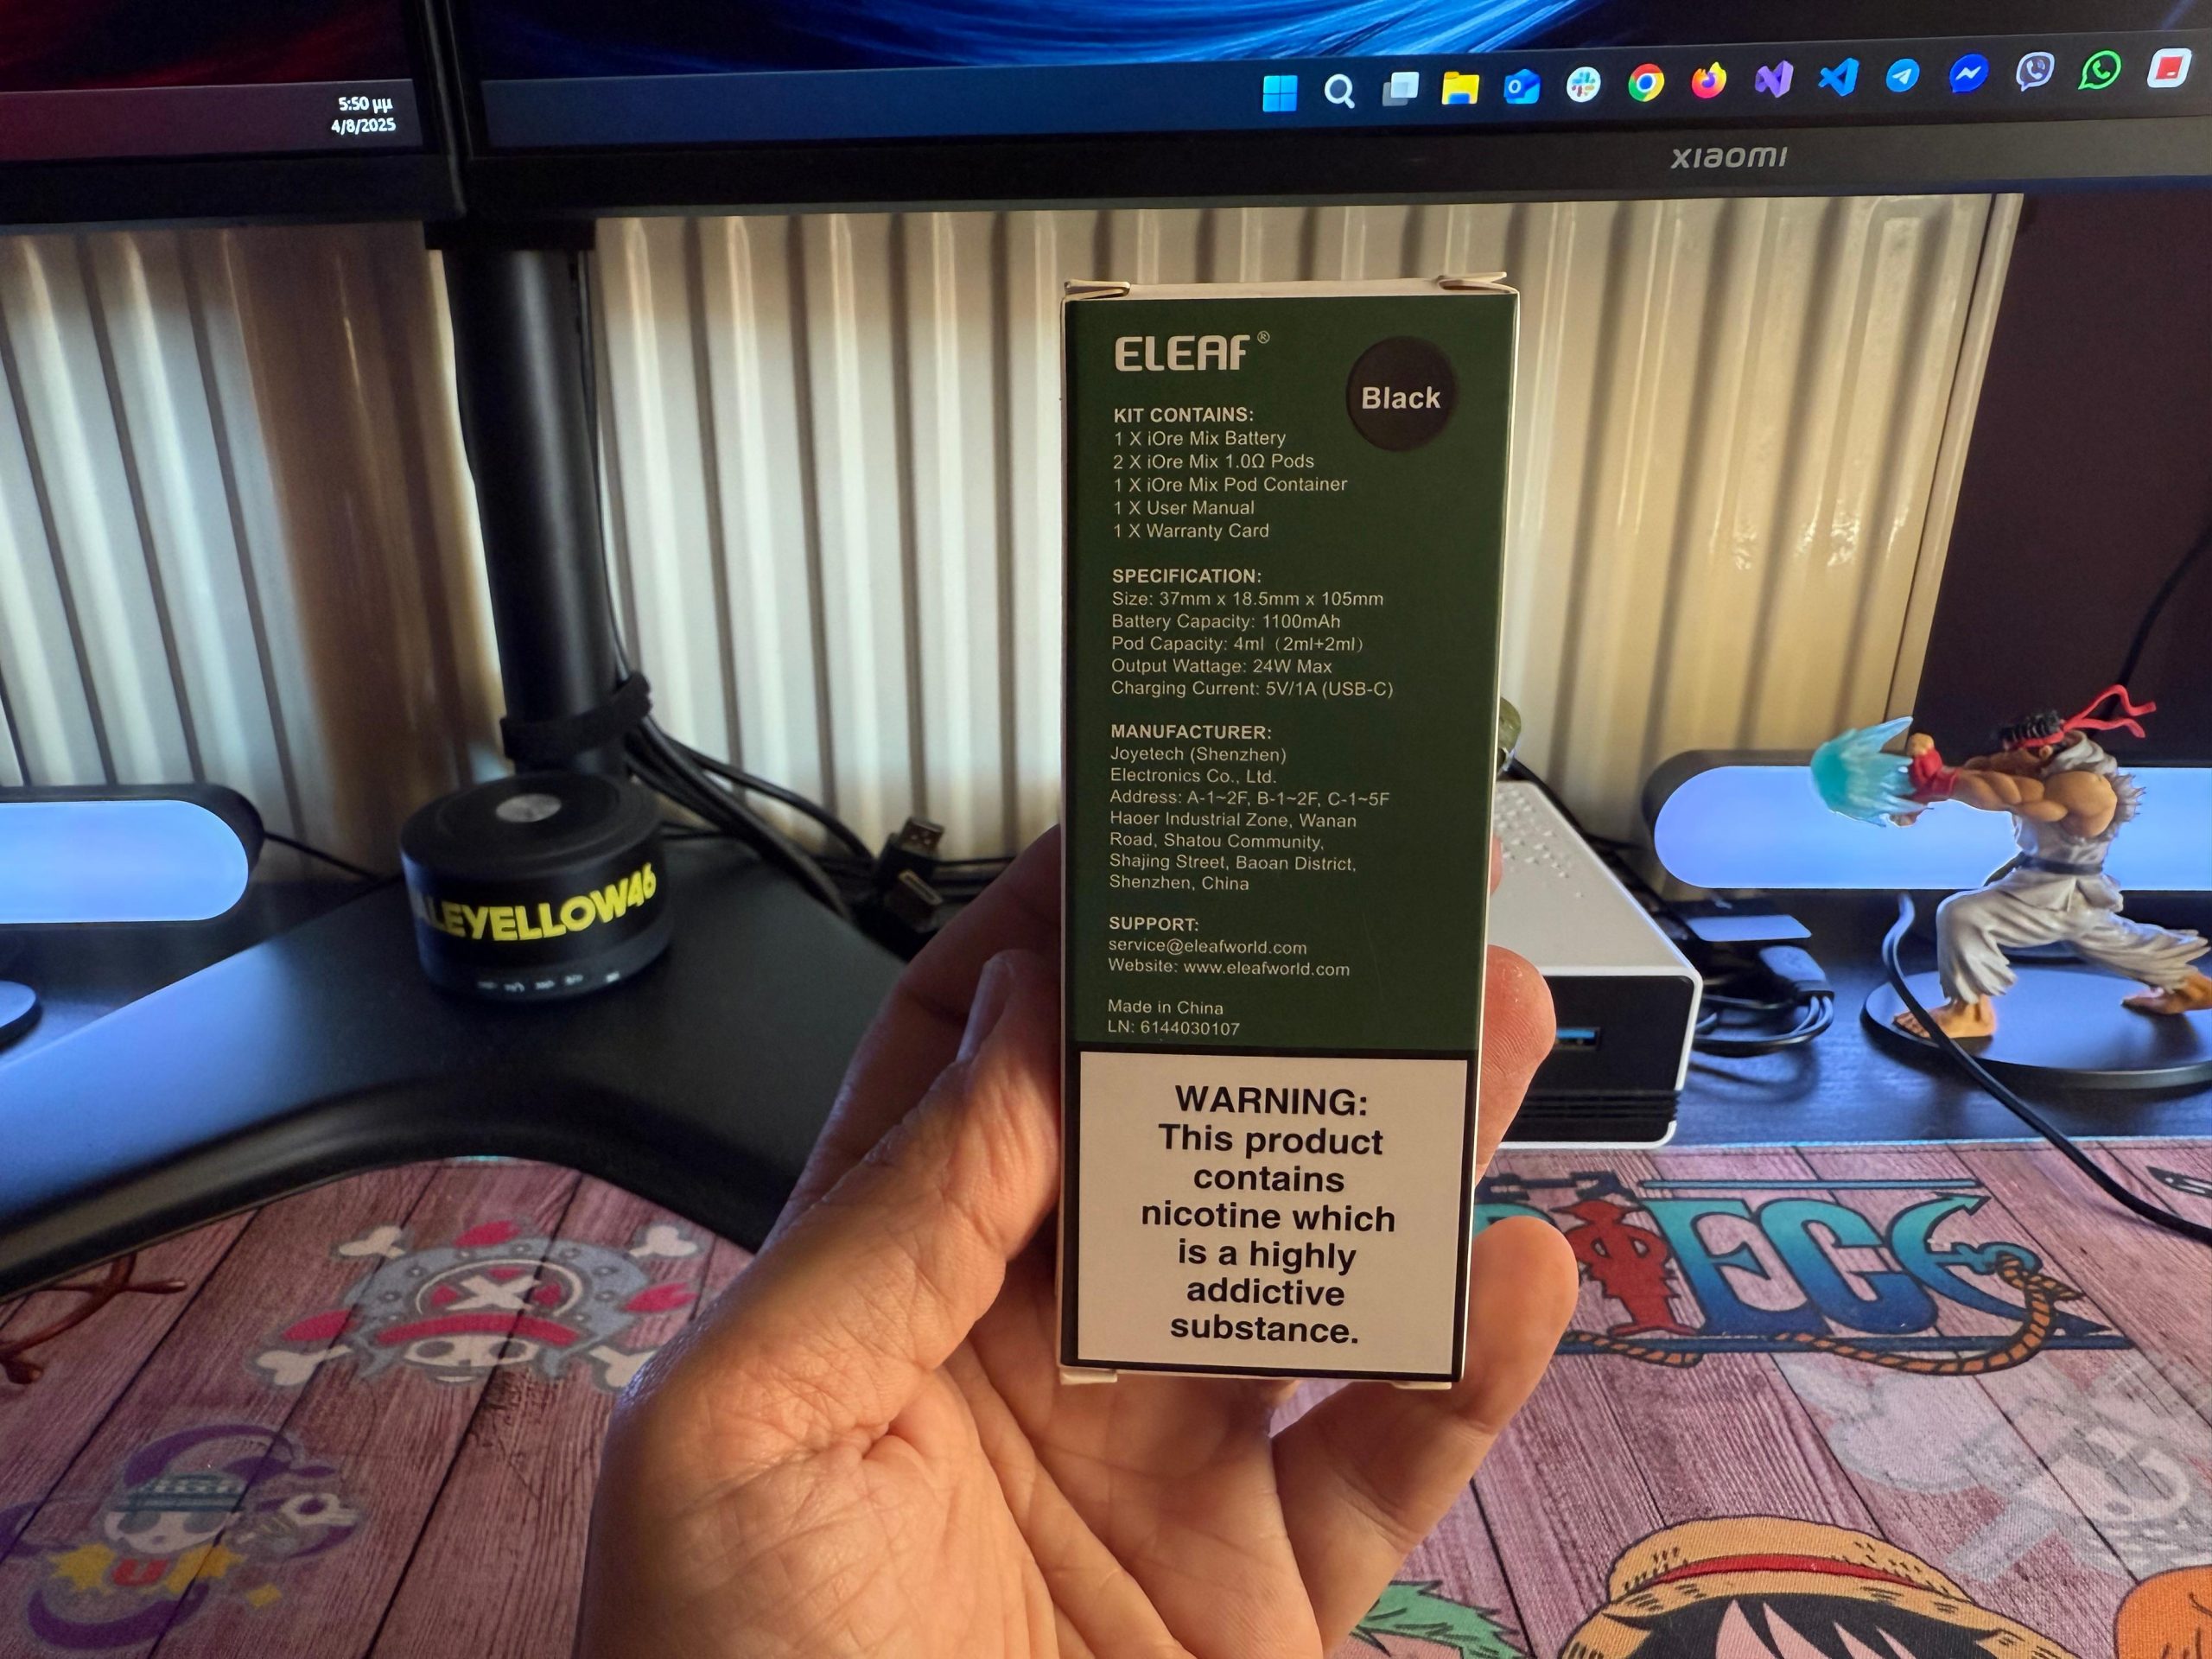 5:50 μμ
4/8/2025
xiaomi
ELEAF®
Black
KIT CONTAINS:
1 X iOre Mix Battery
2 X iOre Mix 1.0Ω Pods
1 X iOre Mix Pod Container
1 X User Manual
1 X Warranty Card
SPECIFICATION:
Size: 37mm x 18.5mm x 105mm
Battery Capacity: 1100mAh
Pod Capacity: 4ml（2ml+2ml）
Output Wattage: 24W Max
Charging Current: 5V/1A (USB-C)
MANUFACTURER:
Joyetech (Shenzhen)
Electronics Co., Ltd.
Address: A-1~2F, B-1~2F, C-1~5F
Haoer Industrial Zone, Wanan
Road, Shatou Community,
Shajing Street, Baoan District,
Shenzhen, China
SUPPORT:
service@eleafworld.com
Website: www.eleafworld.com
Made in China
LN: 6144030107
WARNING:
This product
contains
nicotine which
is a highly
addictive
substance.
LEYELLOW46
PIECE